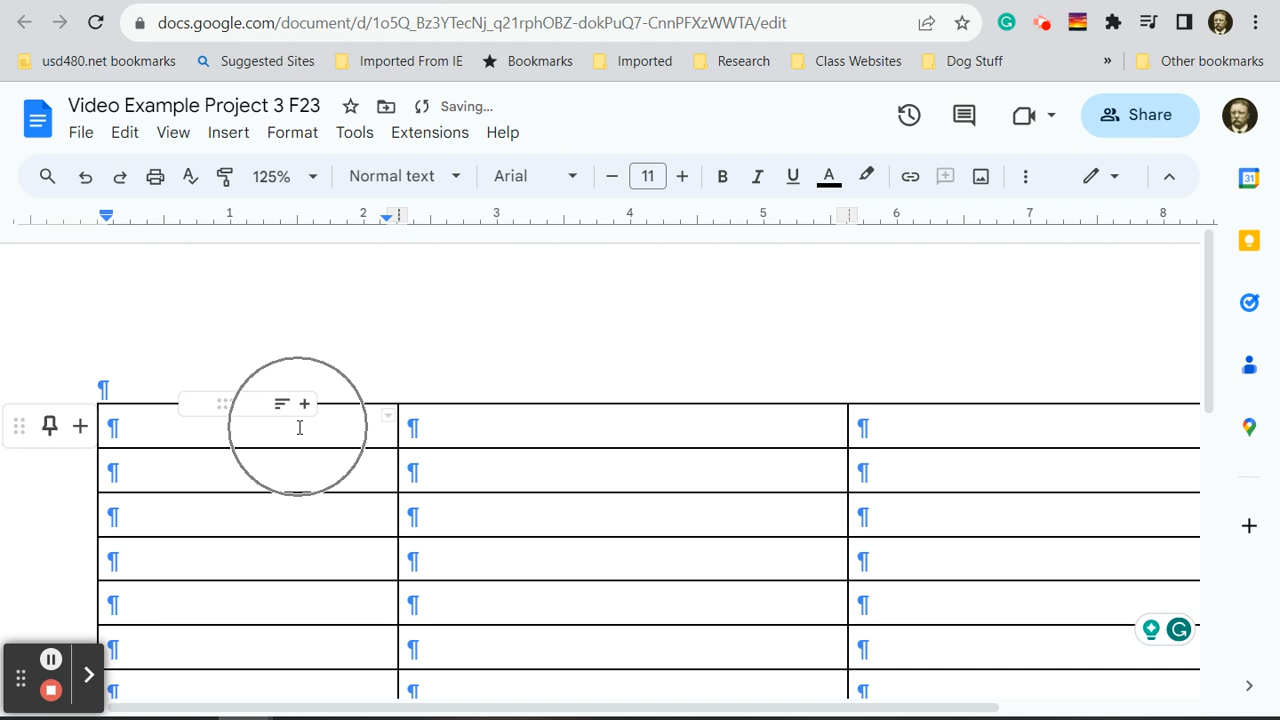 docs.google.com/document/d/1o5Q_Bz3YTecNj_q21rphOBZ-dokPuQ7-CnnPFXzWWTA/edit
usd480.net bookmarks Suggested Sites Imported From IE Bookmarks Imported Research Class Websites Dog Stuff » Other bookmarks
Video Example Project 3 F23 Saving...
File Edit View Insert Format Tools Extensions Help
Share
125% Normal text Arial 11 B I U A
1 2 3 4 5 6 7 8
31
¶
¶ ¶ ¶
¶ ¶ ¶
¶ ¶ ¶
¶ ¶ ¶
¶ ¶ ¶
¶ ¶ ¶
¶ ¶ ¶